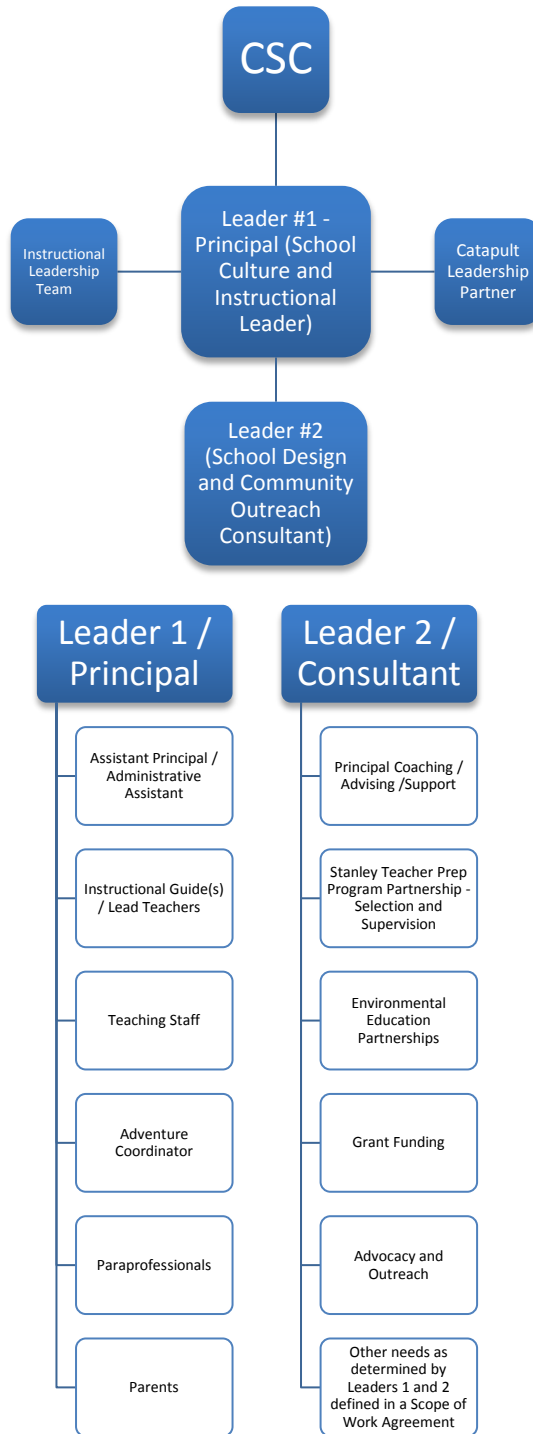 CSC
Leader #1 -
Principal (School
Culture and
Instructional
Leader)
Instructional
Leadership
Team
Catapult
Leadership
Partner
Leader #2
(School Design
and Community
Outreach
Consultant)
Leader 1 /
Principal
Assistant Principal /
Administrative
Assistant
Instructional Guide(s)
/ Lead Teachers
Teaching Staff
Adventure
Coordinator
Paraprofessionals
Parents
Leader 2 /
Consultant
Principal Coaching /
Advising /Support
Stanley Teacher Prep
Program Partnership -
Selection and
Supervision
Environmental
Education
Partnerships
Grant Funding
Advocacy and
Outreach
Other needs as
determined by
Leaders 1 and 2
defined in a Scope of
Work Agreement